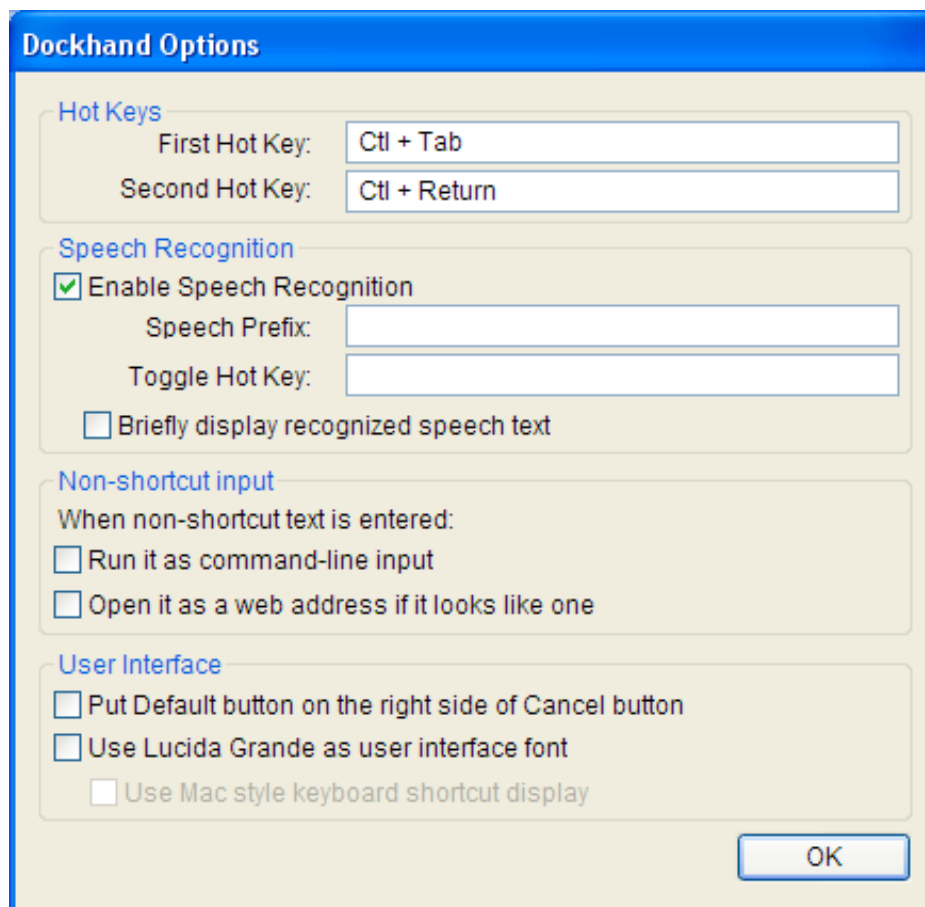 Dockhand Options
Hot Keys
First Hot Key: Ctl + Tab
Second Hot Key: Ctl + Return
Speech Recognition
Enable Speech Recognition
Speech Prefix:
Toggle Hot Key:
Briefly display recognized speech text
Non-shortcut input
When non-shortcut text is entered:
Run it as command-line input
Open it as a web address if it looks like one
User Interface
Put Default button on the right side of Cancel button
Use Lucida Grande as user interface font
Use Mac style keyboard shortcut display
OK